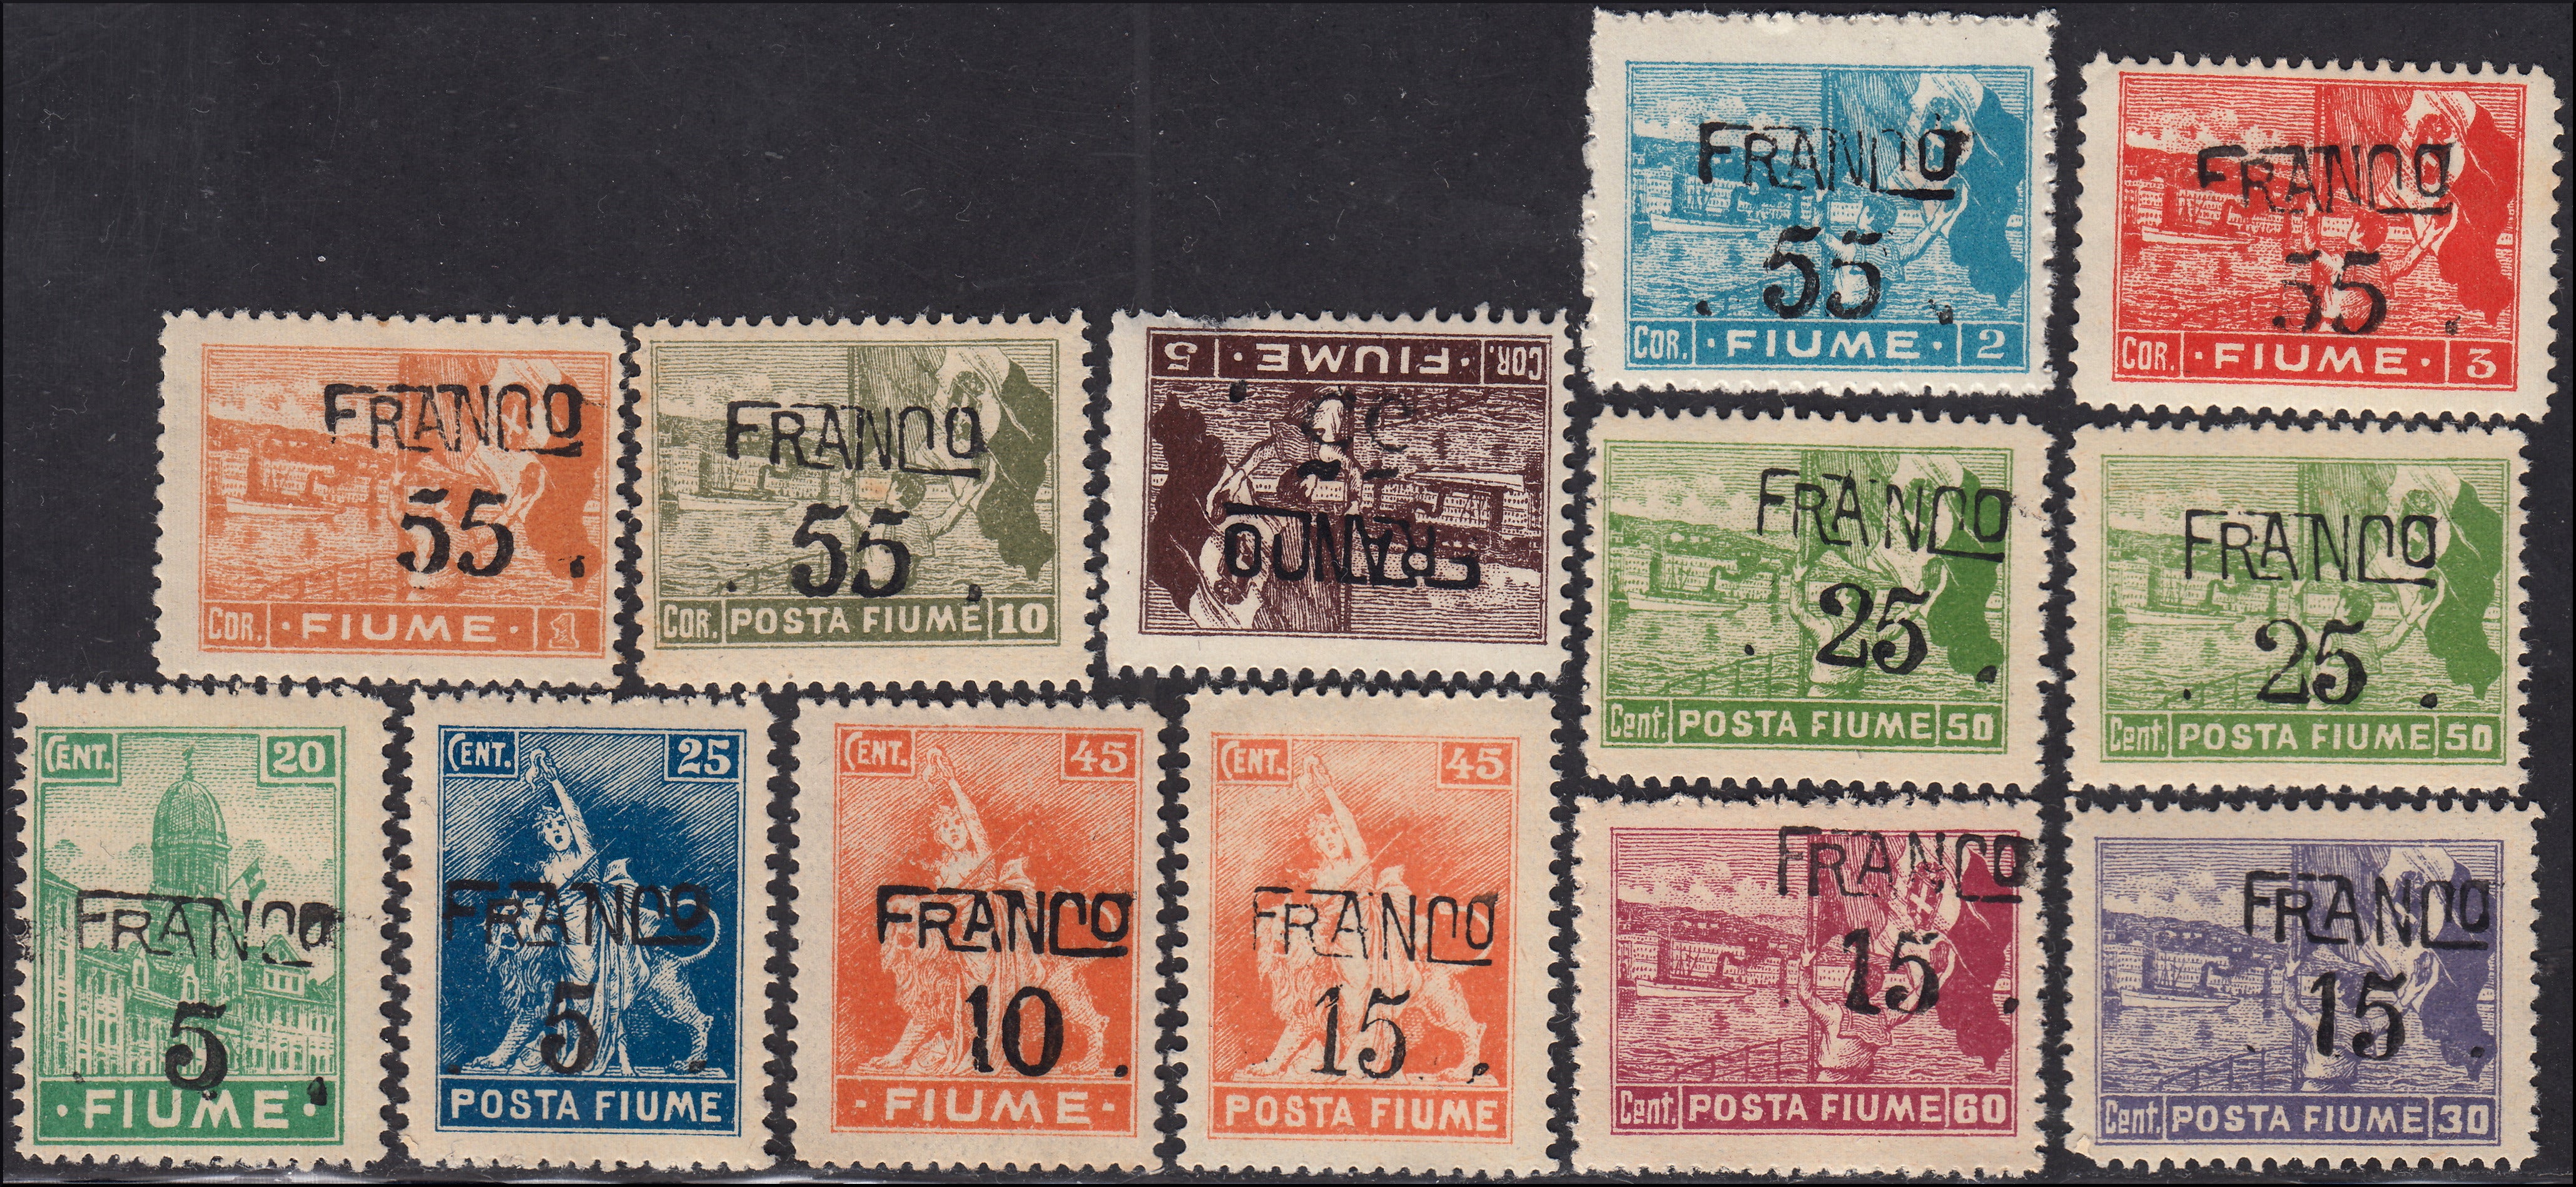 FRANCO
55
COR. · FIUME · 2
FRANCO
55
COR. · FIUME · 3
FRANCO
55
COR. · FIUME · 1
FRANCO
55
COR. POSTA FIUME 10
COR. · FIUME · 5
FRANCO
55
FRANCO
25
Cent. POSTA FIUME 50
FRANCO
25
Cent. POSTA FIUME 50
CENT. 20
FRANCO
5
· FIUME ·
CENT. 25
FRANCO
5
POSTA FIUME
CENT. 45
FRANCO
10
· FIUME ·
CENT. 45
FRANCO
15
POSTA FIUME
FRANCO
15
Cent. POSTA FIUME 60
FRANCO
15
Cent. POSTA FIUME 30